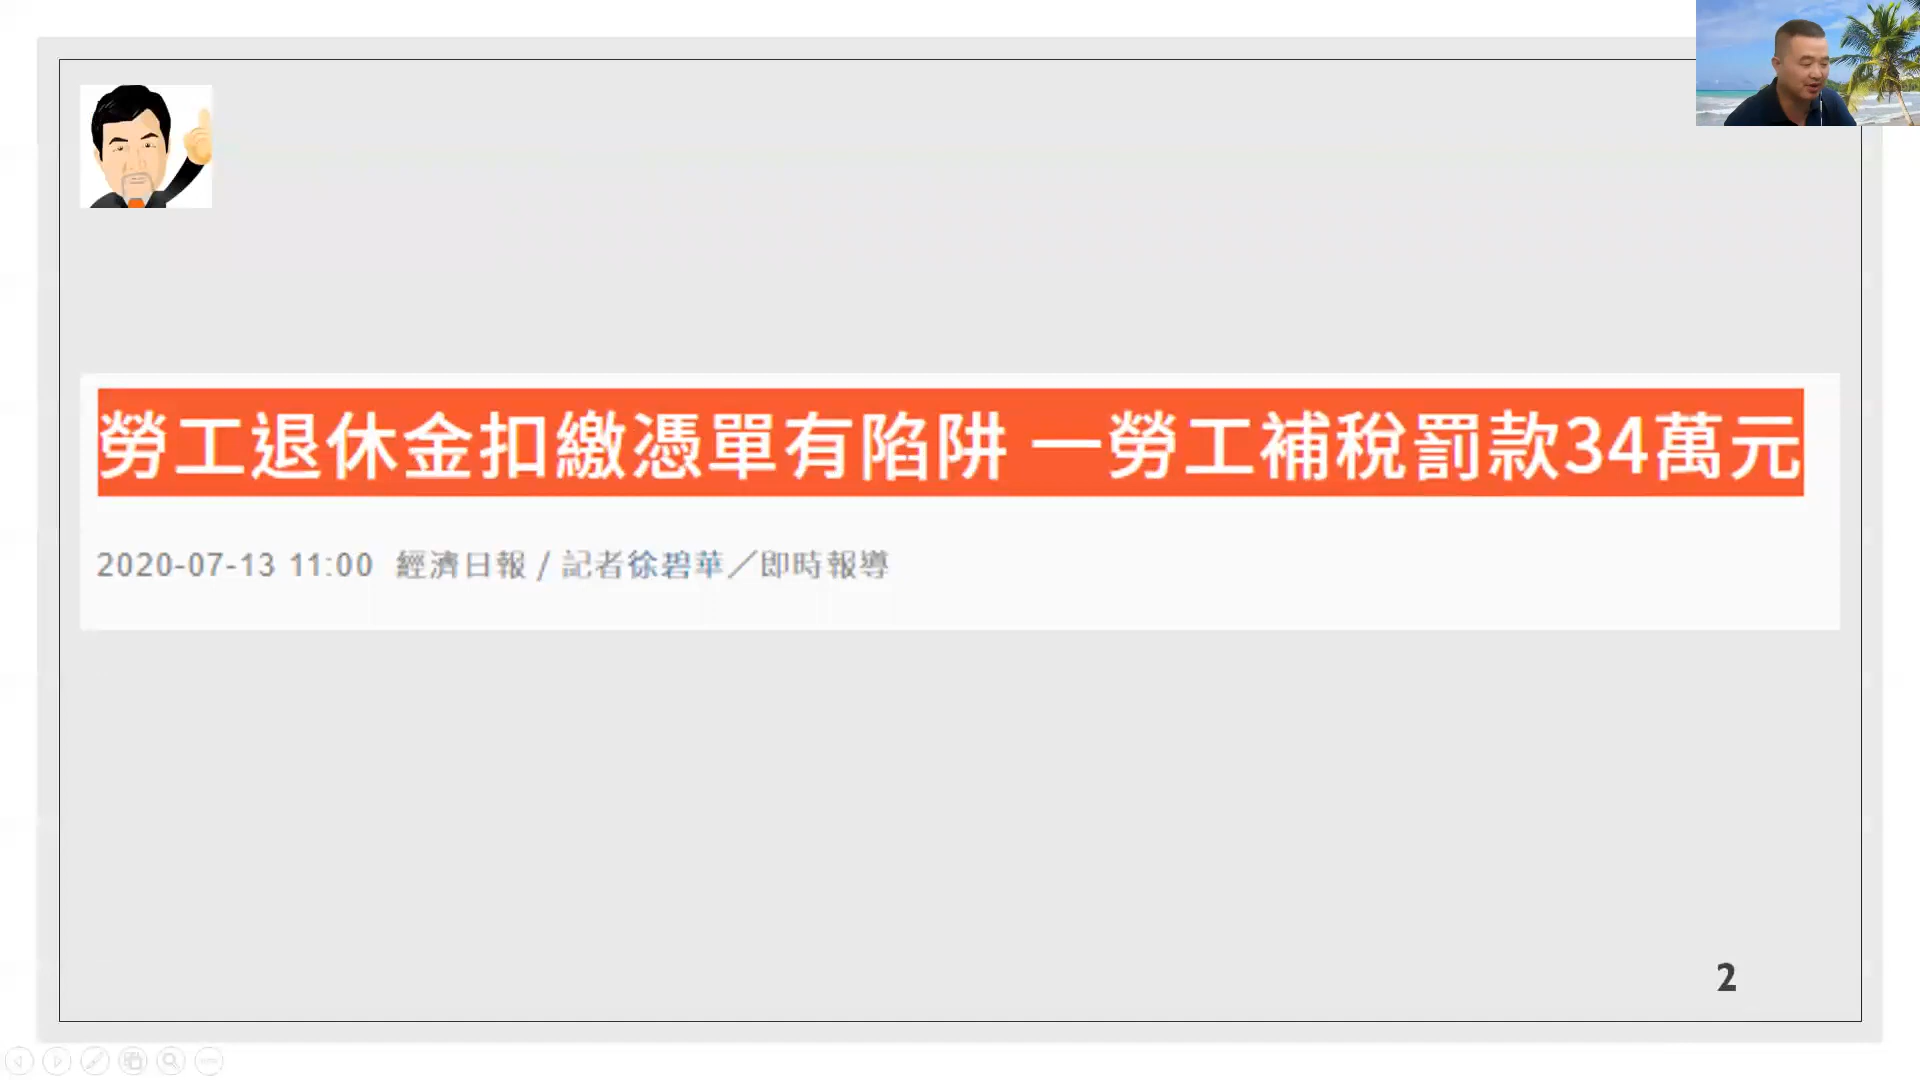 勞工退休金扣繳憑單有陷阱 一勞工補稅罰款34萬元
2020-07-13 11:00 經濟日報 / 記者徐碧華／即時報導
2